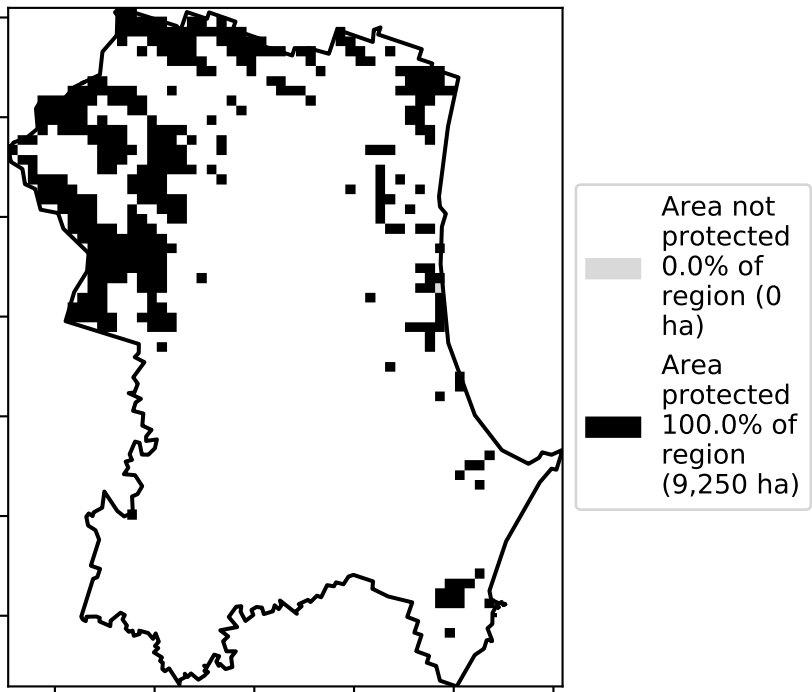 Area not
protected
0.0% of
region (0
ha)
Area
protected
100.0% of
region
(9,250 ha)